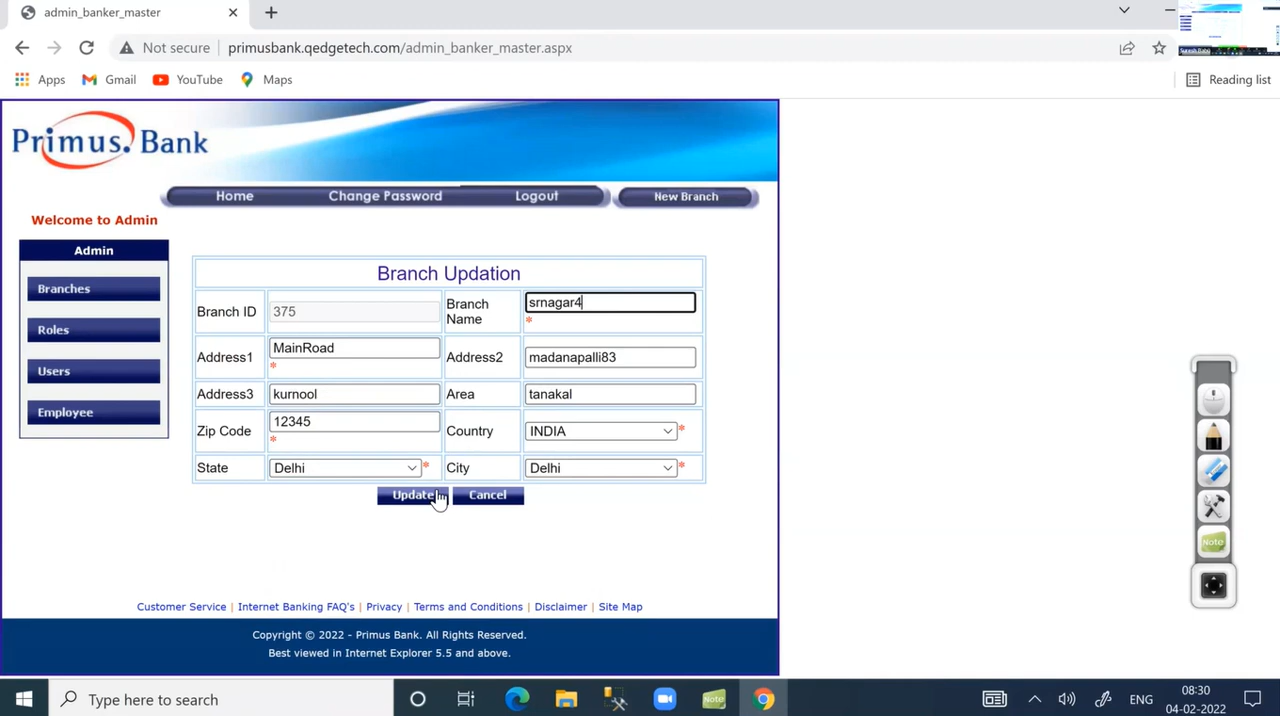 admin_banker_master
Not secure
primusbank.qedgetech.com/admin_banker_master.aspx
Apps
Gmail
YouTube
Maps
Reading list
Primus. Bank
Home
Change Password
Logout
New Branch
Welcome to Admin
Admin
Branches
Roles
Users
Employee
Branch Updation
Branch ID
375
Branch
Name
srnagar4
*
Address1
MainRoad
*
Address2
madanapalli83
Address3
kurnool
Area
tanakal
Zip Code
12345
*
Country
INDIA
*
State
Delhi
*
City
Delhi
*
Update
Cancel
Customer Service | Internet Banking FAQ's | Privacy | Terms and Conditions | Disclaimer | Site Map
Copyright © 2022 - Primus Bank. All Rights Reserved.
Best viewed in Internet Explorer 5.5 and above.
Note
Type here to search
Note
ENG
08:30
04-02-2022